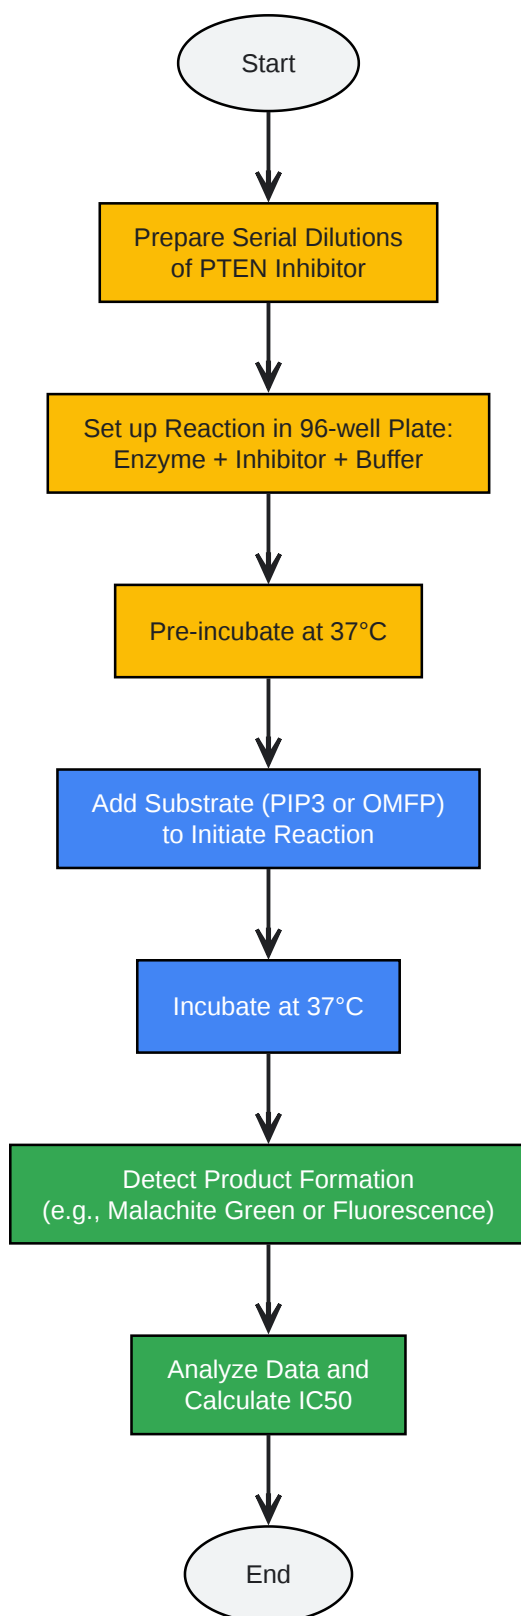 Start
Prepare Serial Dilutions
of PTEN Inhibitor
Set up Reaction in 96-well Plate:
Enzyme + Inhibitor + Buffer
Pre-incubate at 37°C
Add Substrate (PIP3 or OMFP)
to Initiate Reaction
Incubate at 37°C
Detect Product Formation
(e.g., Malachite Green or Fluorescence)
Analyze Data and
Calculate IC50
End